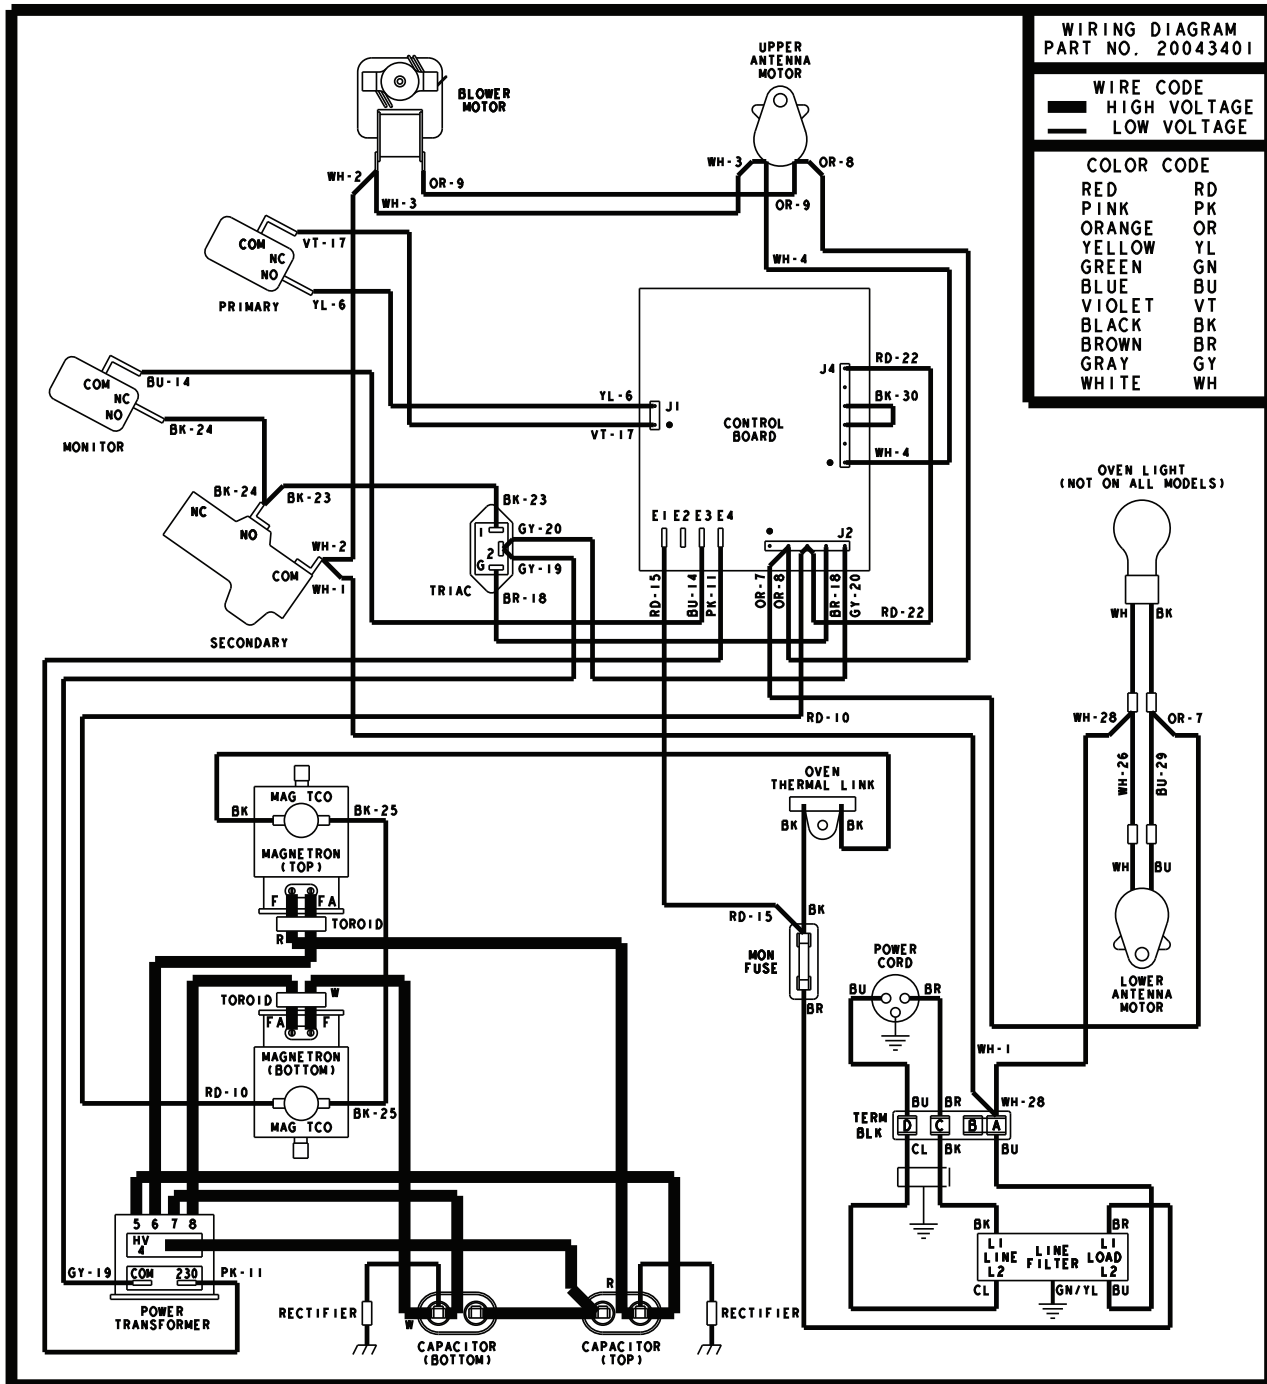 WIRING DIAGRAM
PART NO. 20043401
WIRE CODE
HIGH VOLTAGE
LOW VOLTAGE
COLOR CODE
RED RD
PINK PK
ORANGE OR
YELLOW YL
GREEN GN
BLUE BU
VIOLET VT
BLACK BK
BROWN BR
GRAY GY
WHITE WH
UPPER
ANTENNA
MOTOR
BLOWER
MOTOR
WH-3
OR-8
WH-2
OR-9
WH-3
OR-9
COM
NC
NO
VT-17
YL-6
PRIMARY
WH-4
COM
NC
NO
BU-14
BK-24
MONITOR
YL-6
VT-17
J1
CONTROL
BOARD
J4
RD-22
BK-30
WH-4
OVEN LIGHT
(NOT ON ALL MODELS)
BK-24
BK-23
BK-23
NC
NO
COM
WH-2
WH-1
SECONDARY
1
2
G
GY-20
GY-19
TRIAC
BR-18
E1 E2 E3 E4
J2
RD-15
BU-14
PK-11
OR-7
OR-8
BR-18
GY-20
RD-22
RD-10
WH
BK
WH-28
OR-7
WH-26
BU-29
WH
BU
LOWER
ANTENNA
MOTOR
OVEN
THERMAL LINK
BK
BK
MAG TCO
BK
BK-25
MAGNETRON
(TOP)
F
FA
TOROID
R
RD-15
BK
MON
FUSE
BR
POWER
CORD
BU
BR
TOROID
W
FA
F
MAGNETRON
(BOTTOM)
RD-10
BK-25
MAG TCO
WH-1
WH-28
BU
BR
TERM
BLK
D
C
B
A
CL
BK
BU
5 6 7 8
HV
4
COM
230
GY-19
PK-11
POWER
TRANSFORMER
RECTIFIER
W
CAPACITOR
(BOTTOM)
R
CAPACITOR
(TOP)
RECTIFIER
BK
BR
L1
LINE
L2
LINE
FILTER
L1
LOAD
L2
CL
GN/YL
BU